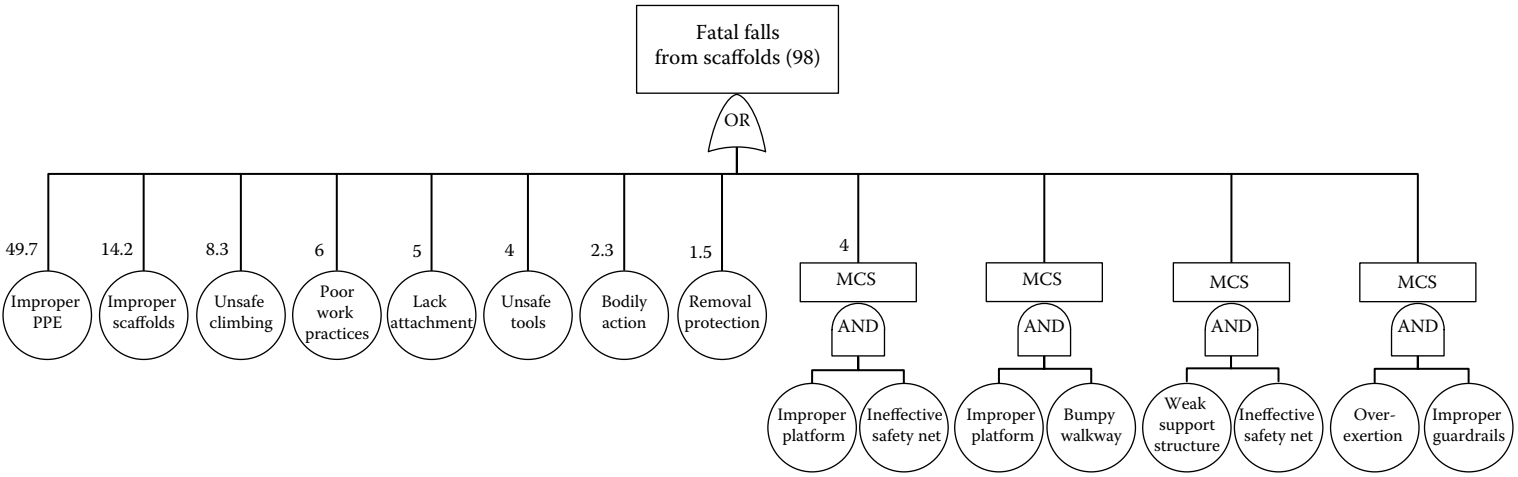 Fatal falls
from scaffolds (98)
OR
49.7
14.2
8.3
6
5
4
2.3
1.5
4
Improper
PPE
Improper
scaffolds
Unsafe
climbing
Poor
work
practices
Lack
attachment
Unsafe
tools
Bodily
action
Removal
protection
MCS
MCS
MCS
MCS
AND
AND
AND
AND
Improper
platform
Ineffective
safety net
Improper
platform
Bumpy
walkway
Weak
support
structure
Ineffective
safety net
Over-
exertion
Improper
guardrails